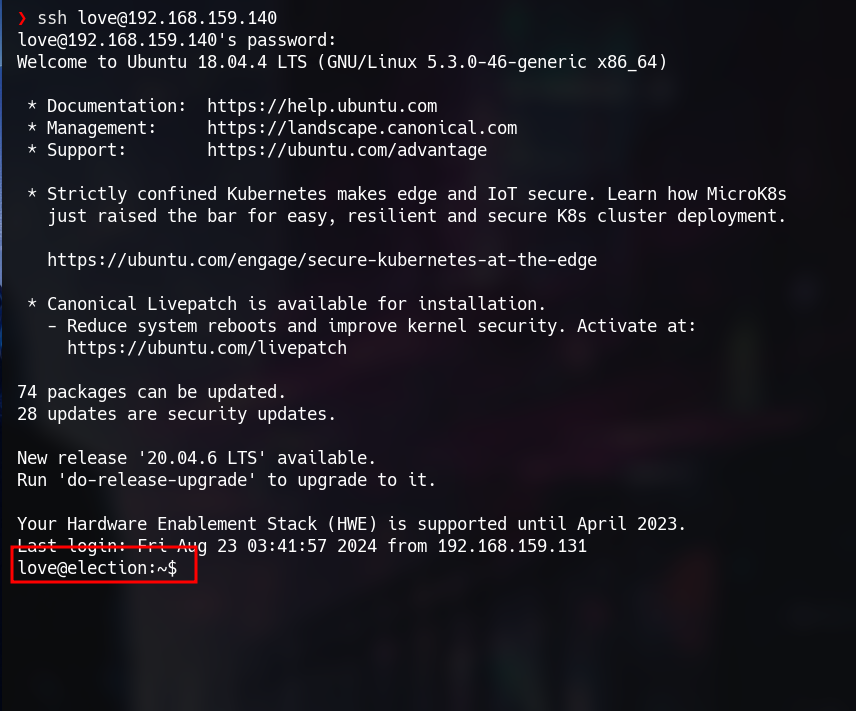 ❯ ssh love@192.168.159.140
love@192.168.159.140's password:
Welcome to Ubuntu 18.04.4 LTS (GNU/Linux 5.3.0-46-generic x86_64)
* Documentation:  https://help.ubuntu.com
* Management:     https://landscape.canonical.com
* Support:        https://ubuntu.com/advantage
* Strictly confined Kubernetes makes edge and IoT secure. Learn how MicroK8s
just raised the bar for easy, resilient and secure K8s cluster deployment.
https://ubuntu.com/engage/secure-kubernetes-at-the-edge
* Canonical Livepatch is available for installation.
- Reduce system reboots and improve kernel security. Activate at:
https://ubuntu.com/livepatch
74 packages can be updated.
28 updates are security updates.
New release '20.04.6 LTS' available.
Run 'do-release-upgrade' to upgrade to it.
Your Hardware Enablement Stack (HWE) is supported until April 2023.
Last login: Fri Aug 23 03:41:57 2024 from 192.168.159.131
love@election:~$